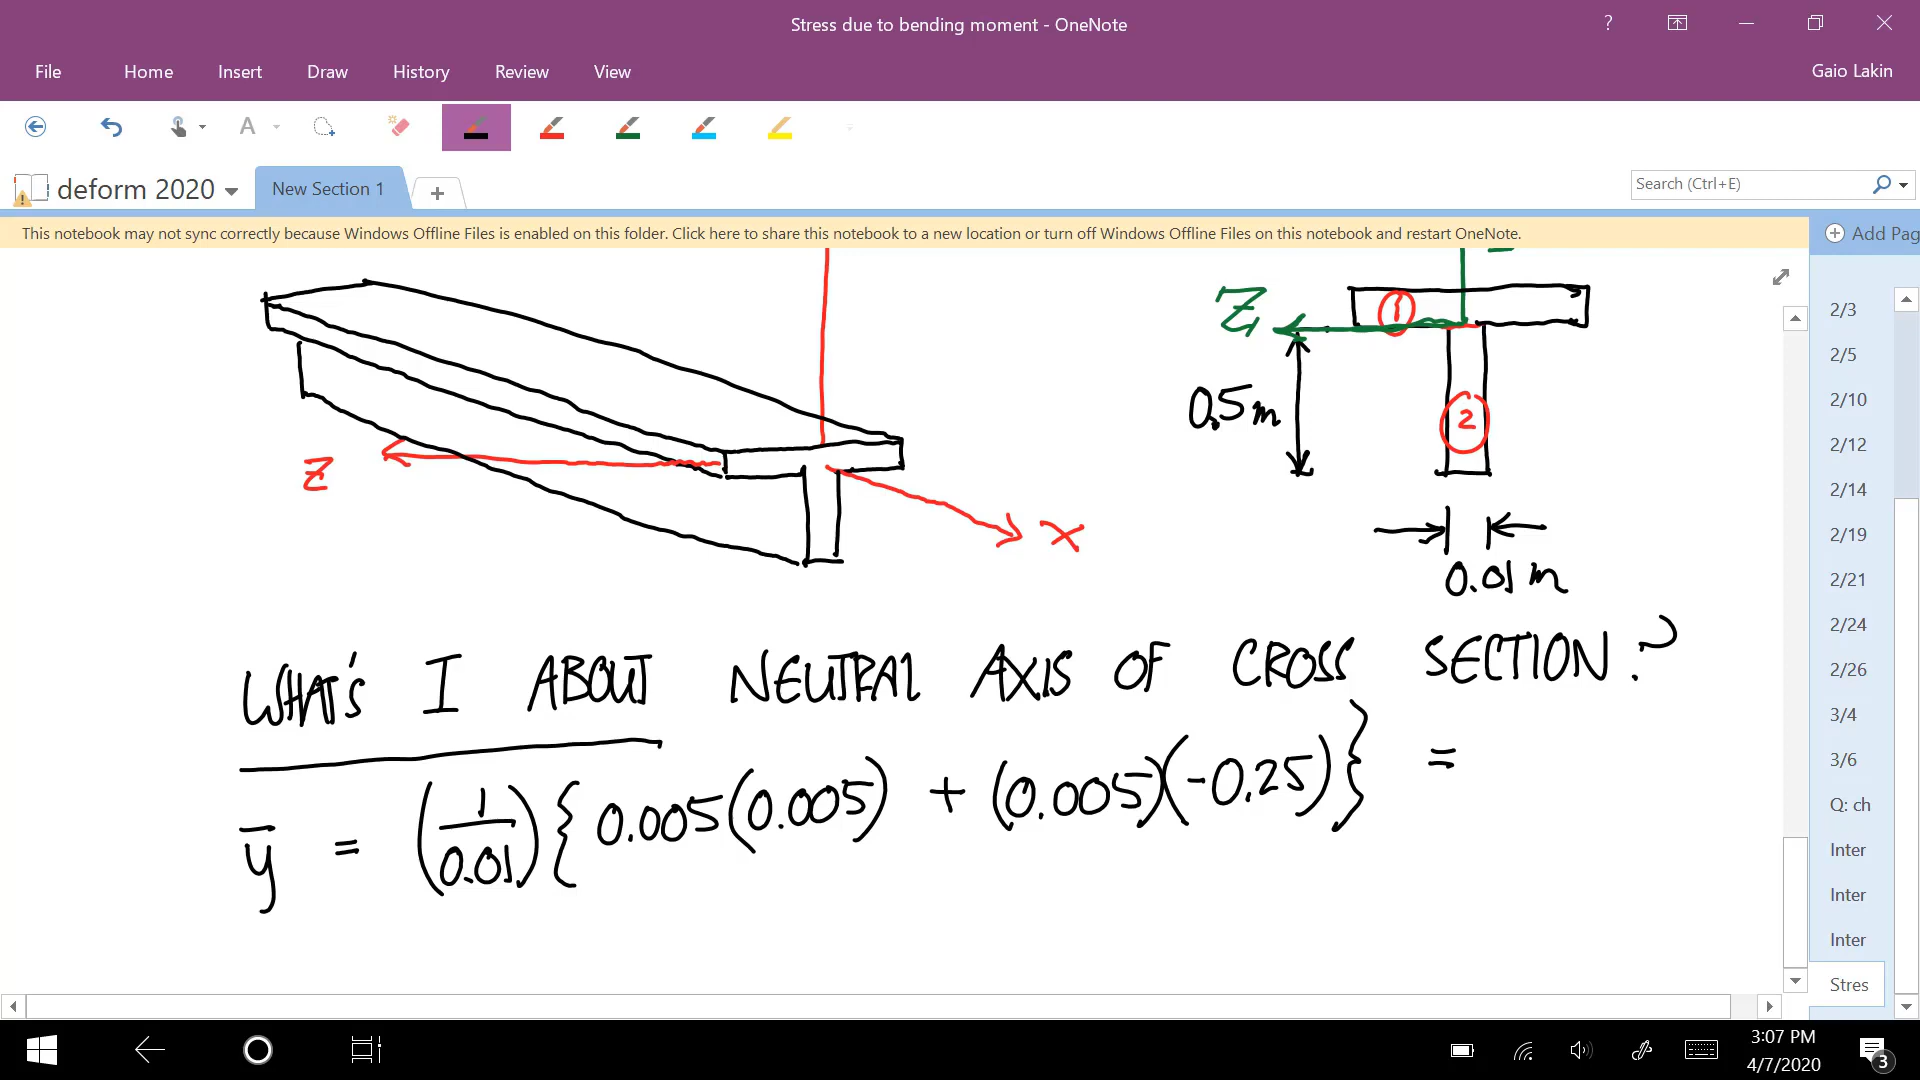 Stress due to bending moment - OneNote
?
File Home Insert Draw History Review View
Gaio Lakin
A
deform 2020
New Section 1
+
Search (Ctrl+E)
This notebook may not sync correctly because Windows Offline Files is enabled on this folder. Click here to share this notebook to a new location or turn off Windows Offline Files on this notebook and restart OneNote.
Add Pag
2/3
2/5
2/10
2/12
2/14
2/19
2/21
2/24
2/26
3/4
3/6
Q: ch
Inter
Inter
Inter
Stres
Z
X
Z
1
0.5 m
2
0.01 m
WHAT'S I ABOUT NEUTRAL AXIS OF CROSS SECTION?
y̅ = (1/0.01){0.005(0.005) + (0.005)(-0.25)} =
3:07 PM
4/7/2020
3